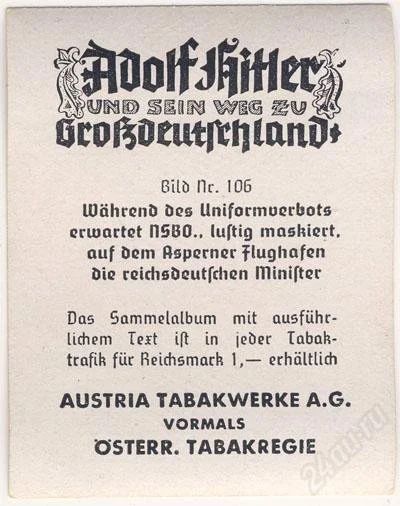 Adolf Hitler
UND SEIN WEG ZU
Großdeutschland
Bild Nr. 106
Während des Uniformverbots
erwartet NSBO., lustig maskiert,
auf dem Asperner Flughafen
die reichsdeutschen Minister
Das Sammelalbum mit ausführ-
lichem Text ist in jeder Tabak-
trafik für Reichsmark 1,— erhältlich
AUSTRIA TABAKWERKE A.G.
VORMALS
ÖSTERR. TABAKREGIE
24au.ru